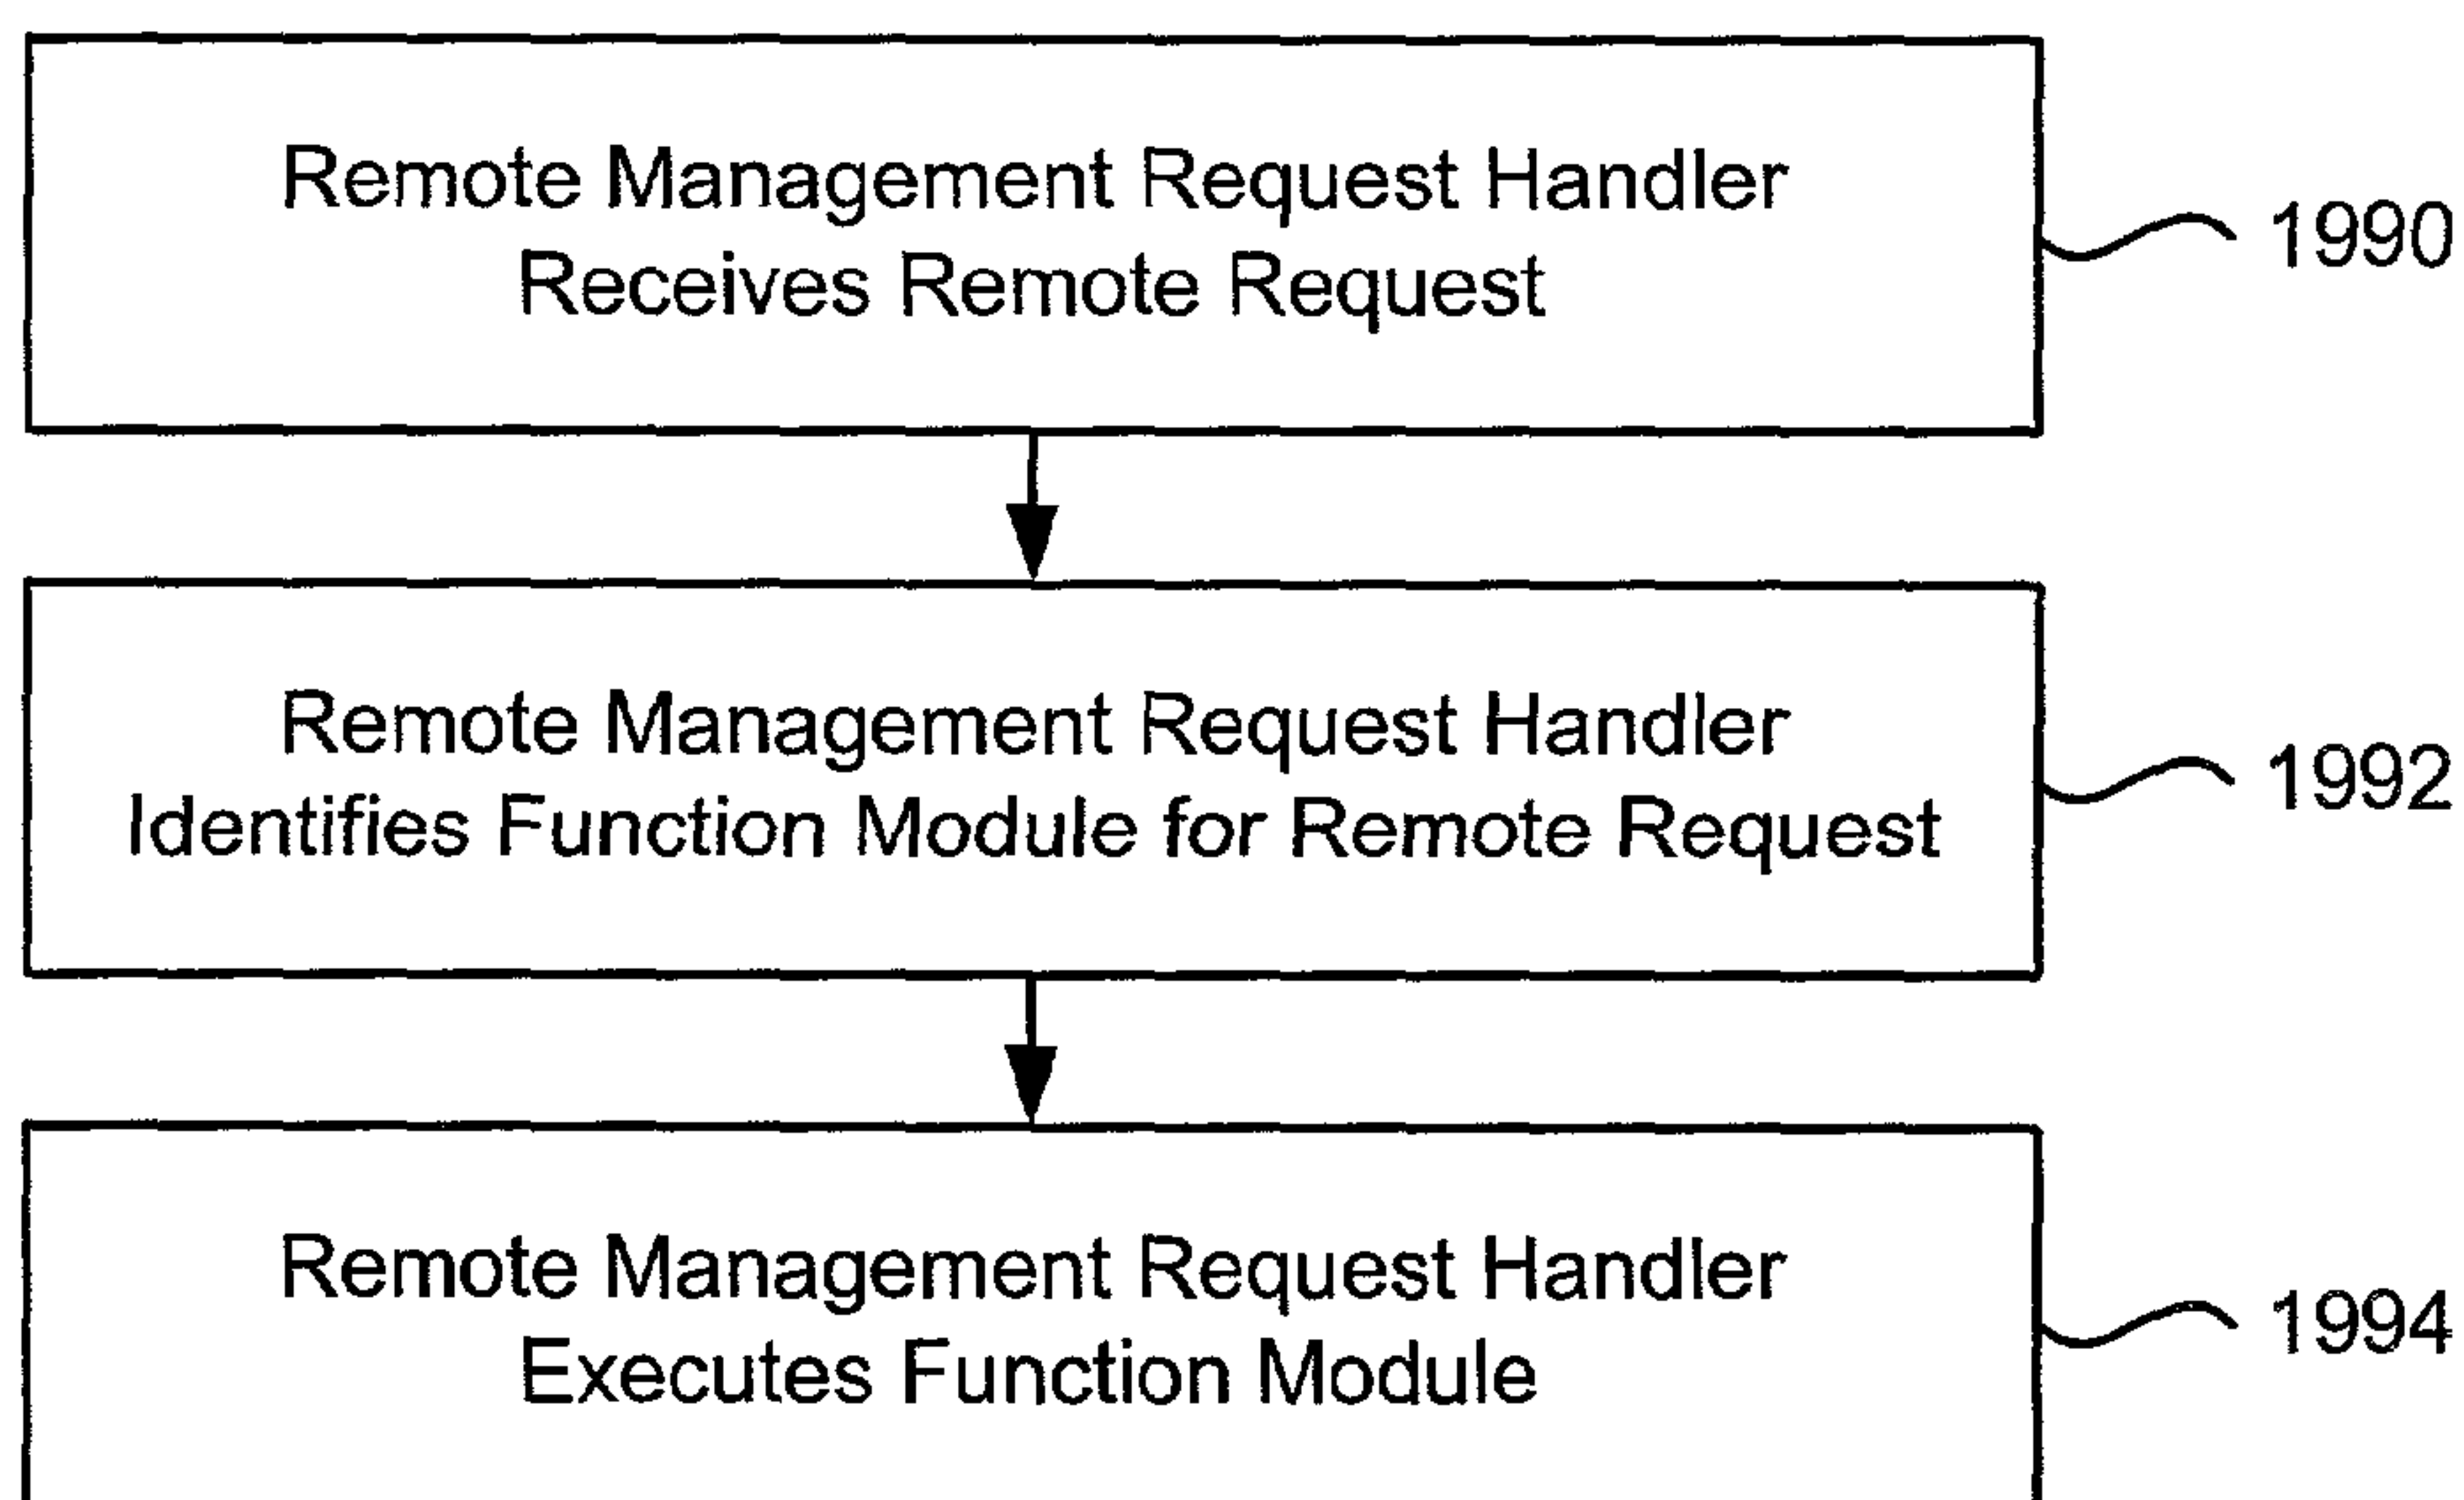 Remote Management Request Handler
Receives Remote Request
1990
Remote Management Request Handler
Identifies Function Module for Remote Request
1992
Remote Management Request Handler
Executes Function Module
1994